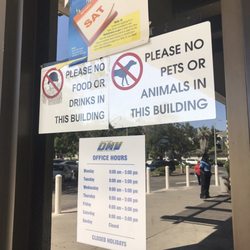 SAT
PLEASE NO
FOOD OR
DRINKS IN
THIS BUILDING
PLEASE NO
PETS OR
ANIMALS IN
THIS BUILDING
DMV
OFFICE HOURS
Monday
Tuesday
Wednesday
Thursday
Friday
Saturday
Sunday
Closed
CLOSED HOLIDAYS